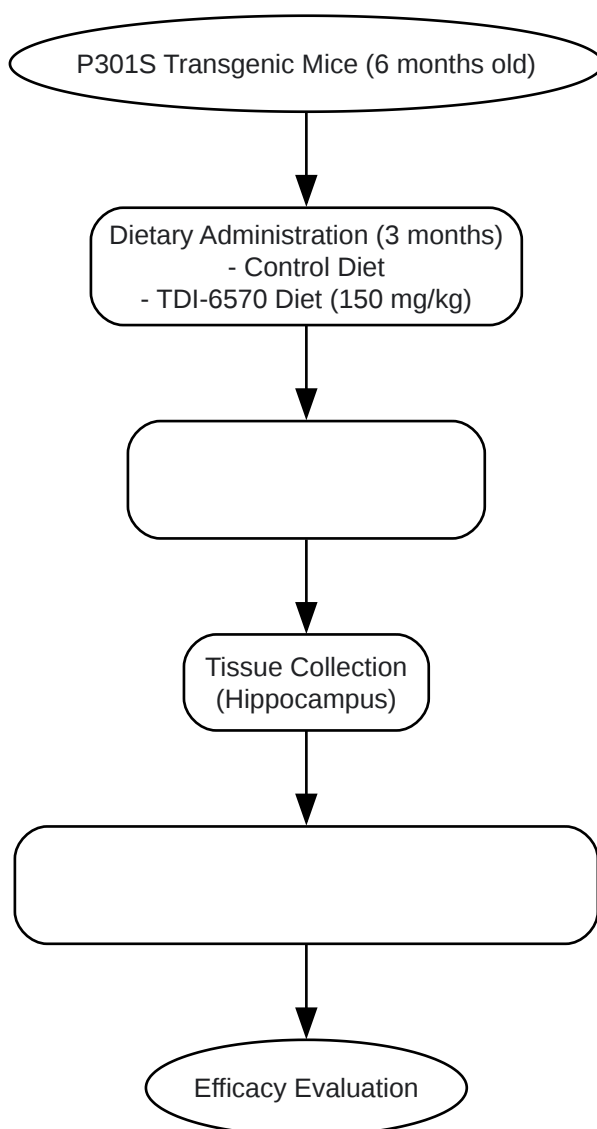 P301S Transgenic Mice (6 months old)
Dietary Administration (3 months)
- Control Diet
- TDI-6570 Diet (150 mg/kg)
Tissue Collection
(Hippocampus)
Efficacy Evaluation